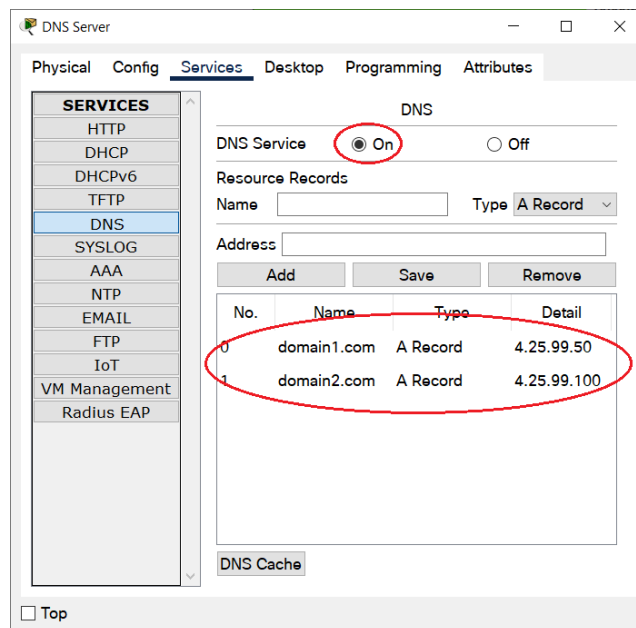 DNS Server
Physical Config Services Desktop Programming Attributes
SERVICES
HTTP
DHCP
DHCPv6
TFTP
DNS
SYSLOG
AAA
NTP
EMAIL
FTP
IoT
VM Management
Radius EAP
DNS
DNS Service On Off
Resource Records
Name Type A Record
Address
Add Save Remove
No. Name Type Detail
0 domain1.com A Record 4.25.99.50
1 domain2.com A Record 4.25.99.100
DNS Cache
Top